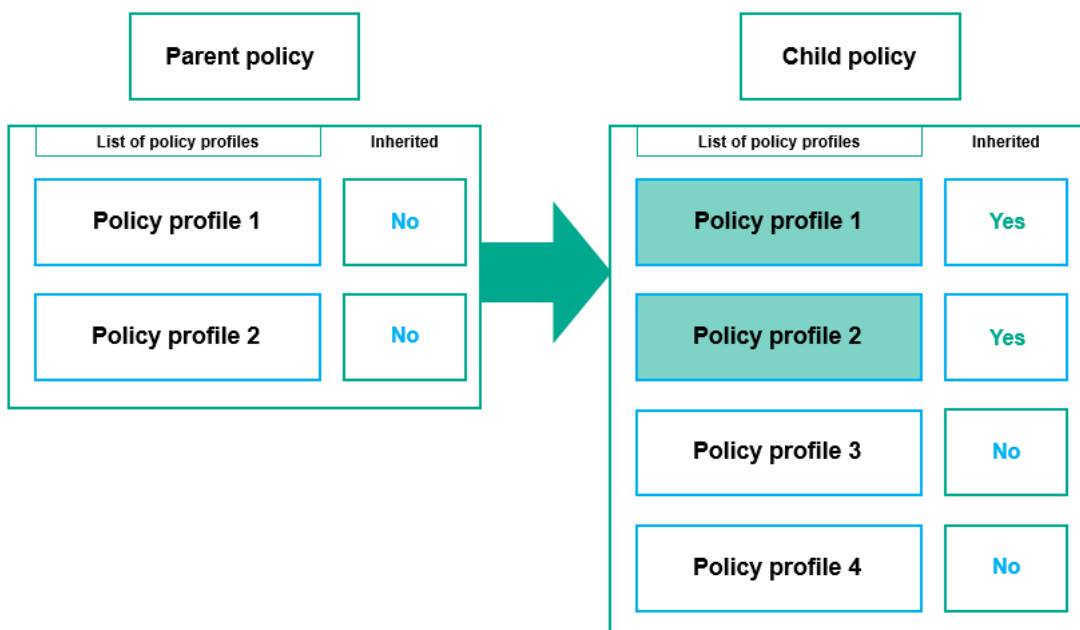 Parent policy
List of policy profiles Inherited
Policy profile 1 No
Policy profile 2 No
Child policy
List of policy profiles Inherited
Policy profile 1 Yes
Policy profile 2 Yes
Policy profile 3 No
Policy profile 4 No